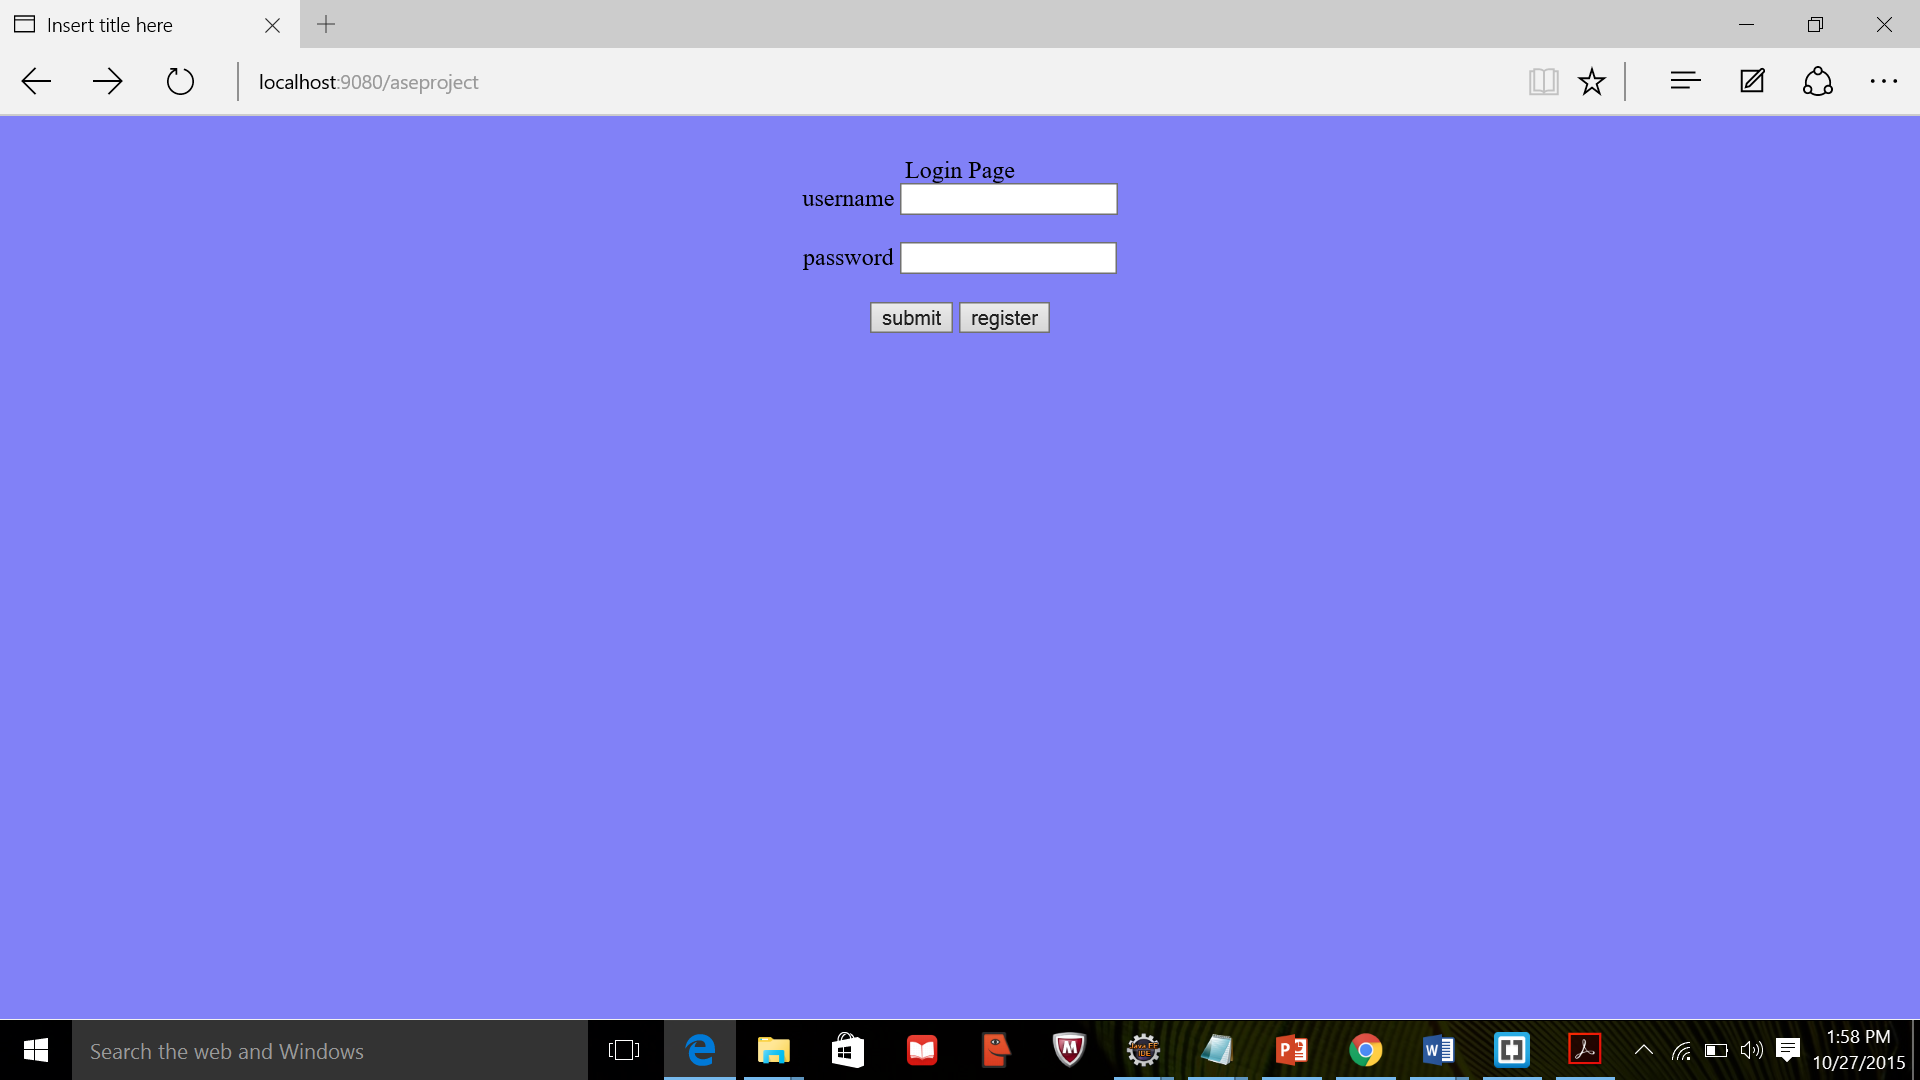 Insert title here
localhost:9080/aseproject
Login Page
username
password
submit register
Search the web and Windows
1:58 PM
10/27/2015